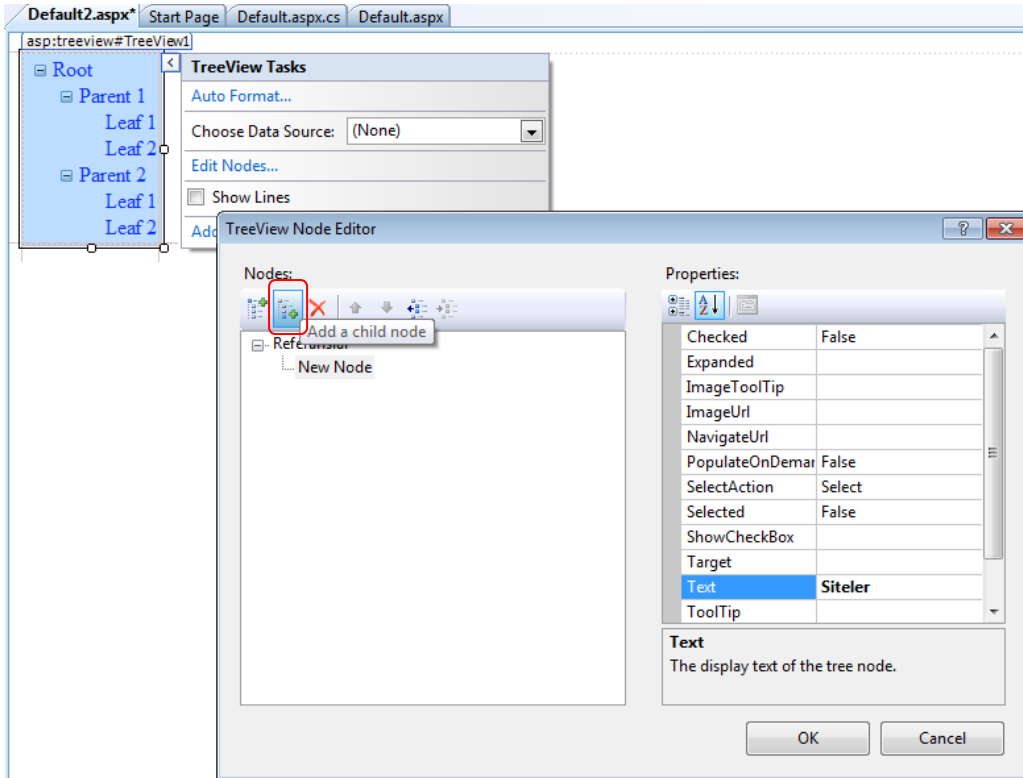 Default2.aspx* Start Page Default.aspx.cs Default.aspx
asp:treeview#TreeView1
Root
Parent 1
Leaf 1
Leaf 2
Parent 2
Leaf 1
Leaf 2
TreeView Tasks
Auto Format...
Choose Data Source: (None)
Edit Nodes...
Show Lines
Add
TreeView Node Editor
Nodes:
Add a child node
New Node
Properties:
Checked False
Expanded
ImageToolTip
ImageUrl
NavigateUrl
PopulateOnDemar False
SelectAction Select
Selected False
ShowCheckBox
Target
Text Siteler
ToolTip
Text
The display text of the tree node.
OK Cancel